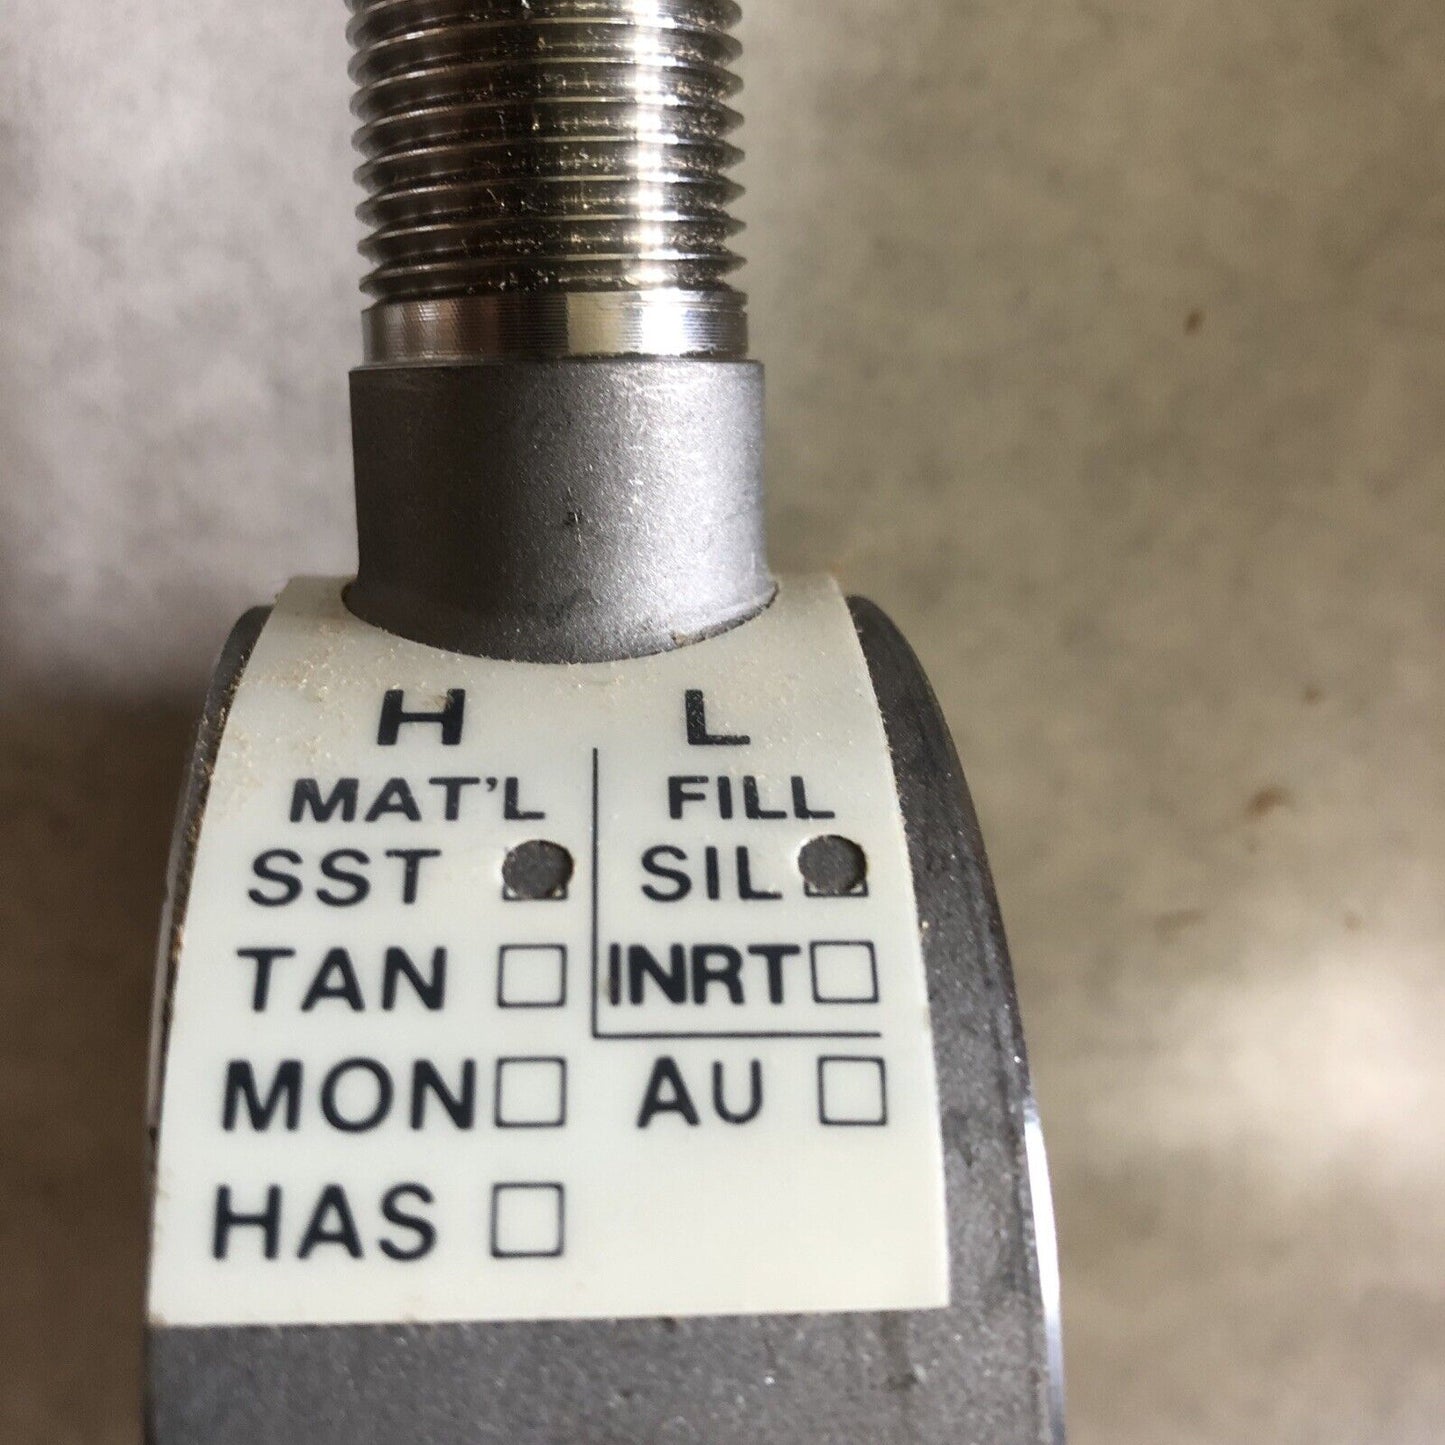 H L
MAT'L FILL
SST SIL
TAN INRT
MON AU
HAS